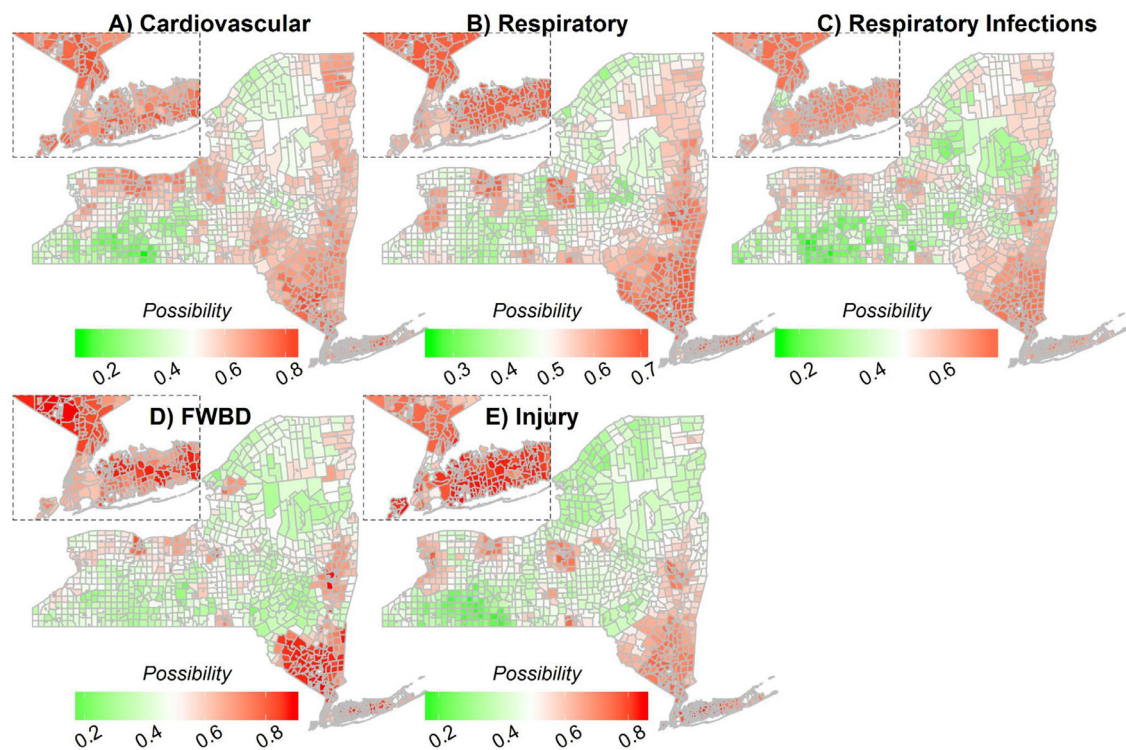 A) Cardiovascular
B) Respiratory
C) Respiratory Infections
Possibility
0.2 0.4 0.6 0.8
Possibility
0.3 0.4 0.5 0.6 0.7
Possibility
0.2 0.4 0.6
D) FWBD
E) Injury
Possibility
0.2 0.4 0.6 0.8
Possibility
0.2 0.4 0.6 0.8